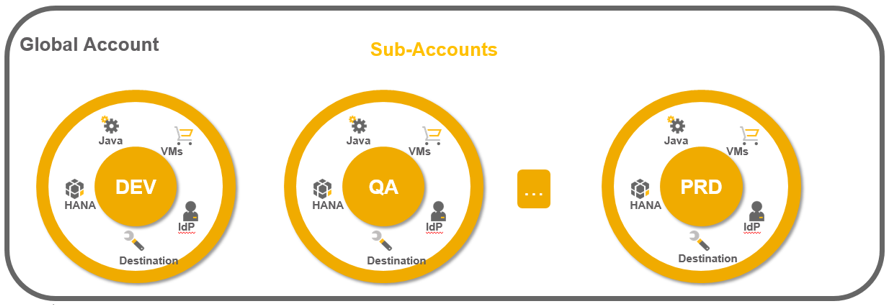 Global Account
Sub-Accounts
Java
VMs
DEV
HANA
IdP
Destination
Java
VMs
QA
HANA
IdP
Destination
...
Java
VMs
PRD
HANA
IdP
Destination